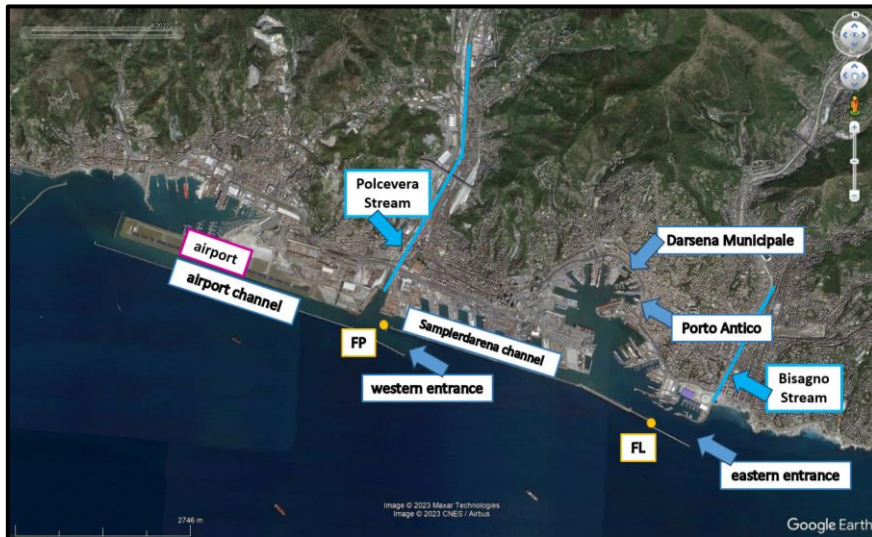 Polcevera
Stream
airport
airport channel
Darsena Municipale
Porto Antico
Sampierdarena channel
FP
western entrance
Bisagno
Stream
FL
eastern entrance
Image © 2023 Maxar Technologies
Image © 2023 CNES / Airbus
2746 m
Google Earth
N